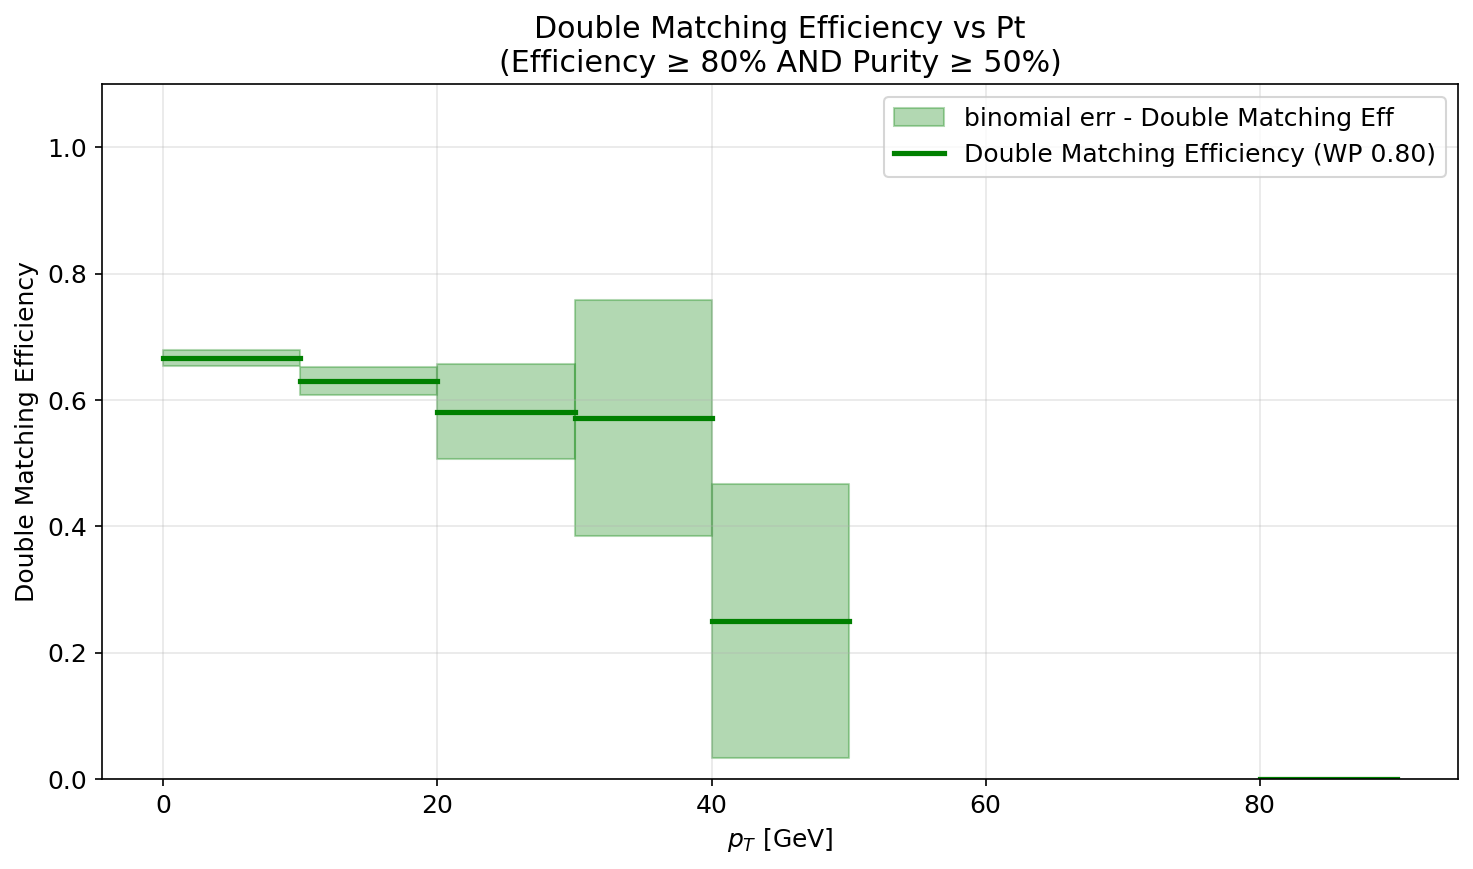 Double Matching Efficiency vs Pt
(Efficiency ≥ 80% AND Purity ≥ 50%)
binomial err - Double Matching Eff
Double Matching Efficiency (WP 0.80)
Double Matching Efficiency
1.0
0.8
0.6
0.4
0.2
0.0
0 20 40 60 80
p_T [GeV]